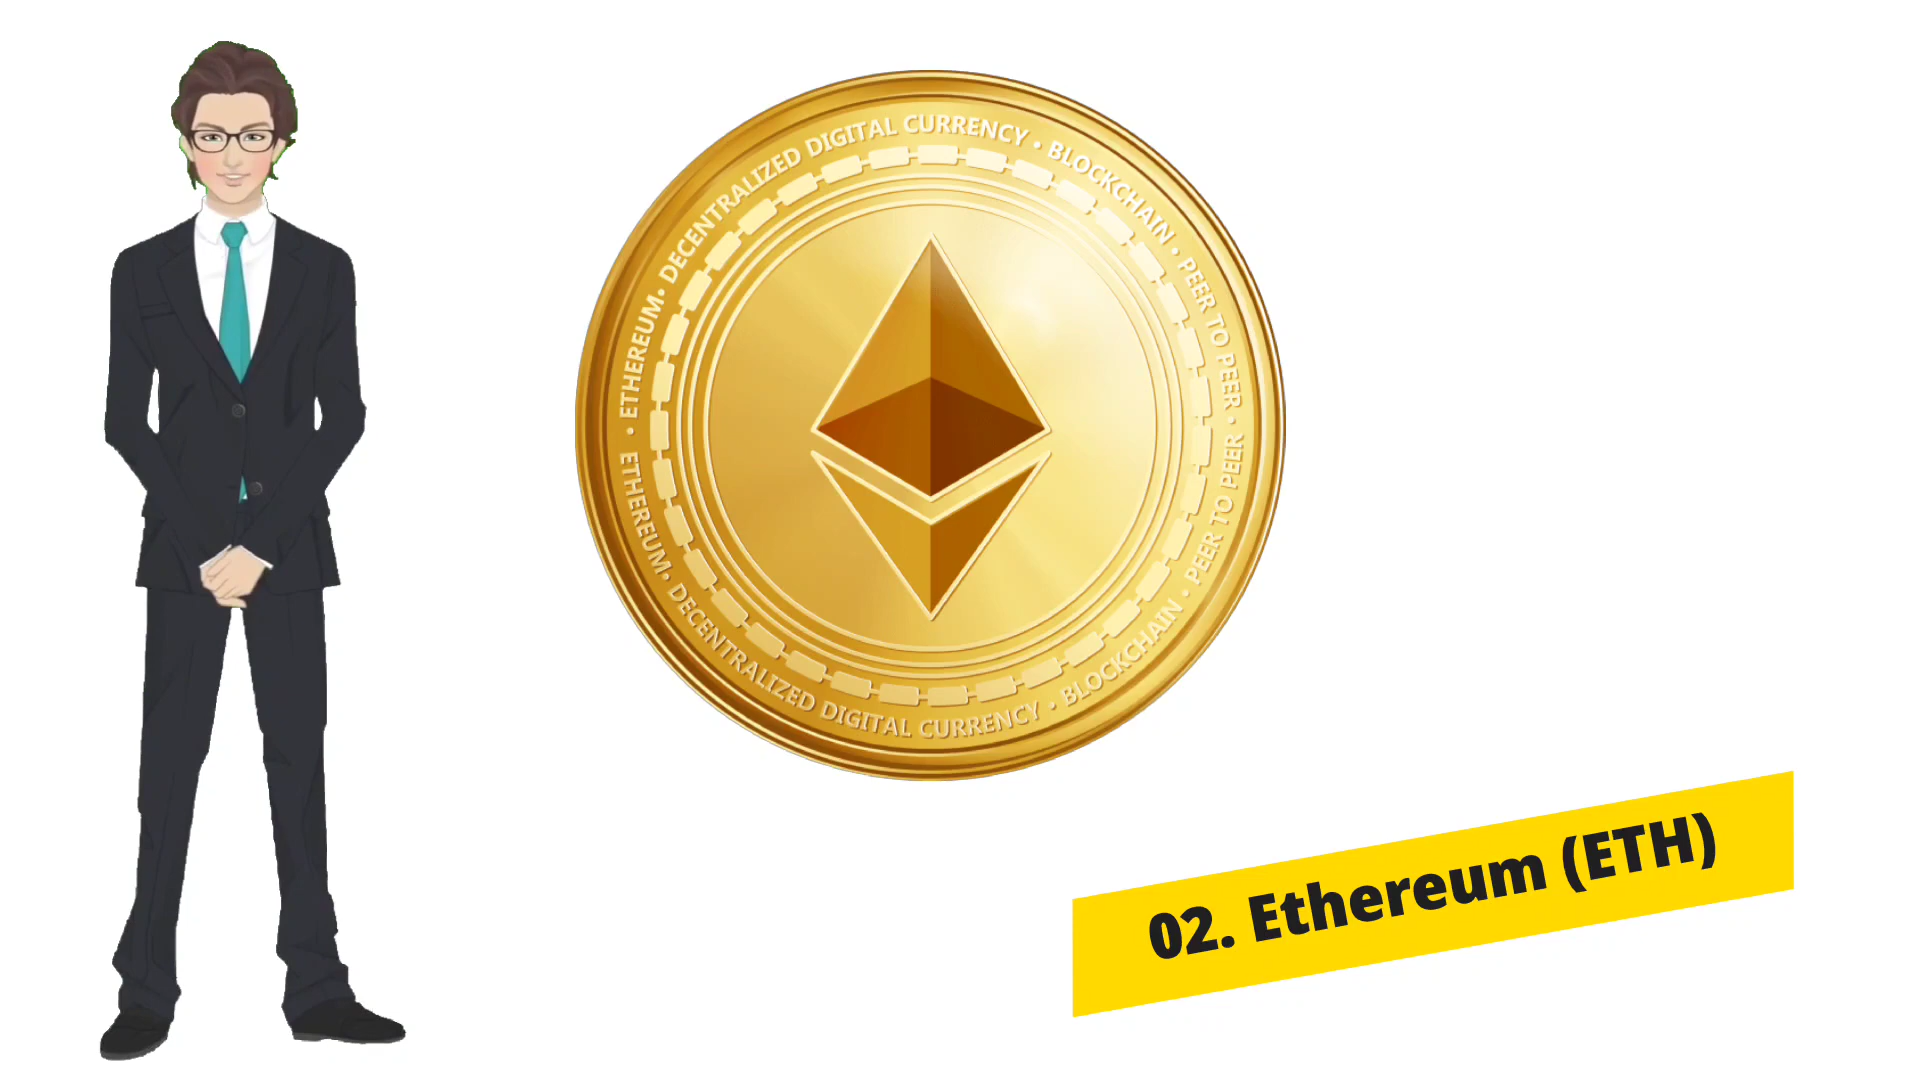 • ETHEREUM • DECENTRALIZED DIGITAL CURRENCY • BLOCKCHAIN • PEER TO PEER •
ETHEREUM • DECENTRALIZED DIGITAL CURRENCY • BLOCKCHAIN • PEER TO PEER
02. Ethereum (ETH)